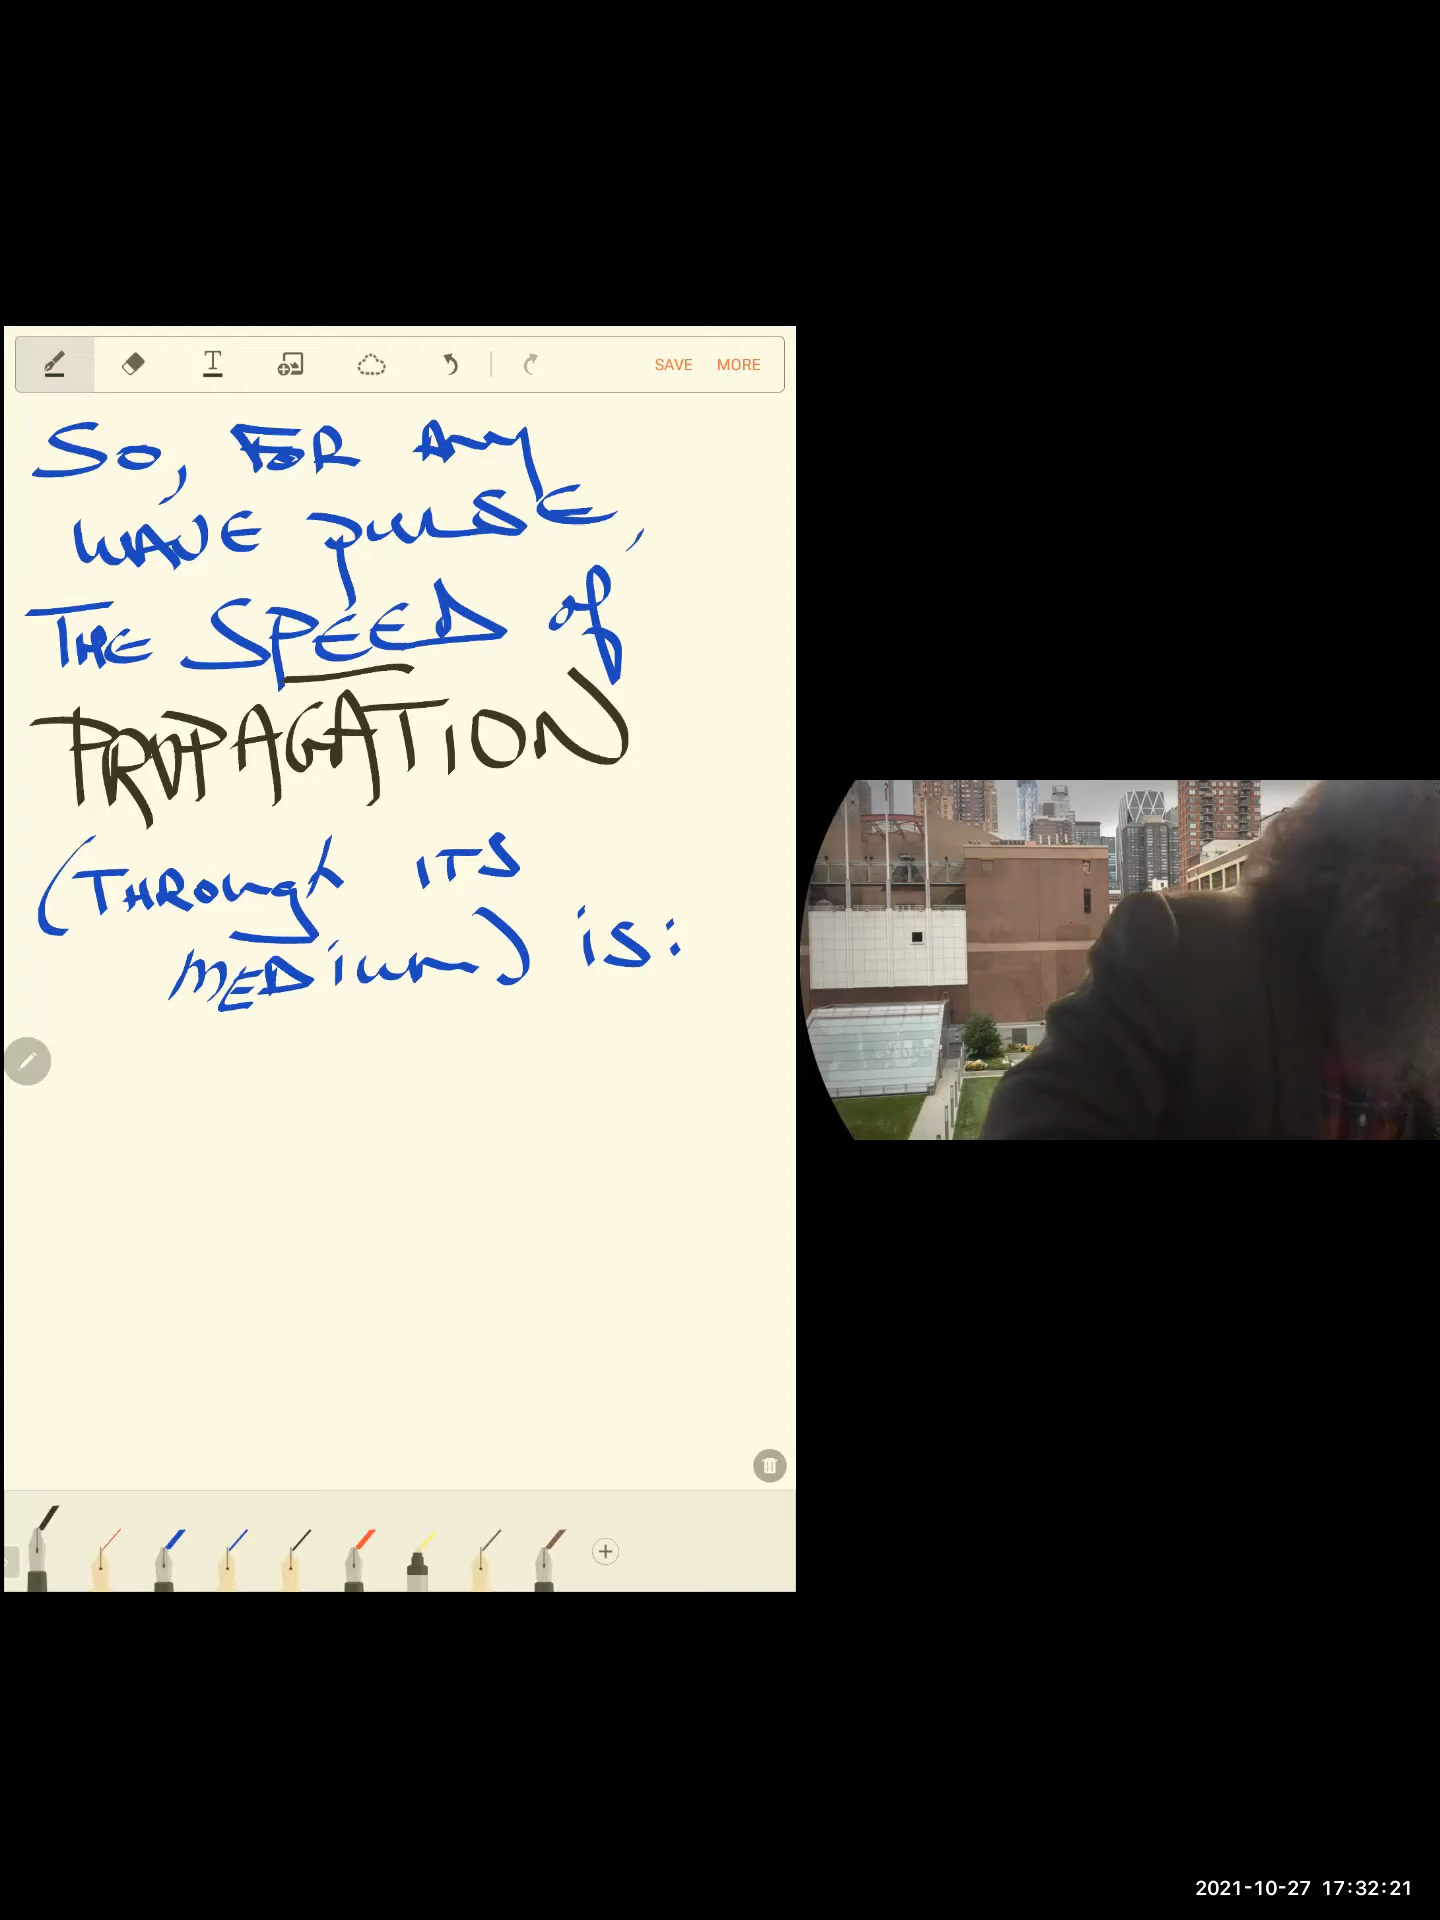 T
SAVE MORE
So, FOR Any
WAVE pulse,
THE SPEED of
PROPAGATION
(THROugh ITS
MEDium) is:
2021-10-27 17:32:21